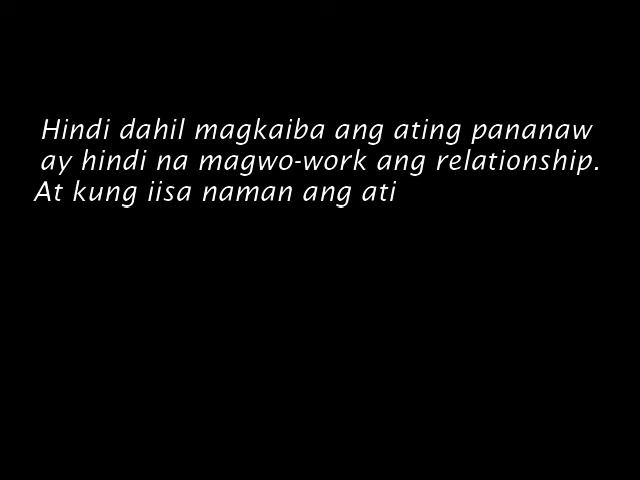 Hindi dahil magkaiba ang ating pananaw
ay hindi na magwo-work ang relationship.
At kung iisa naman ang ati